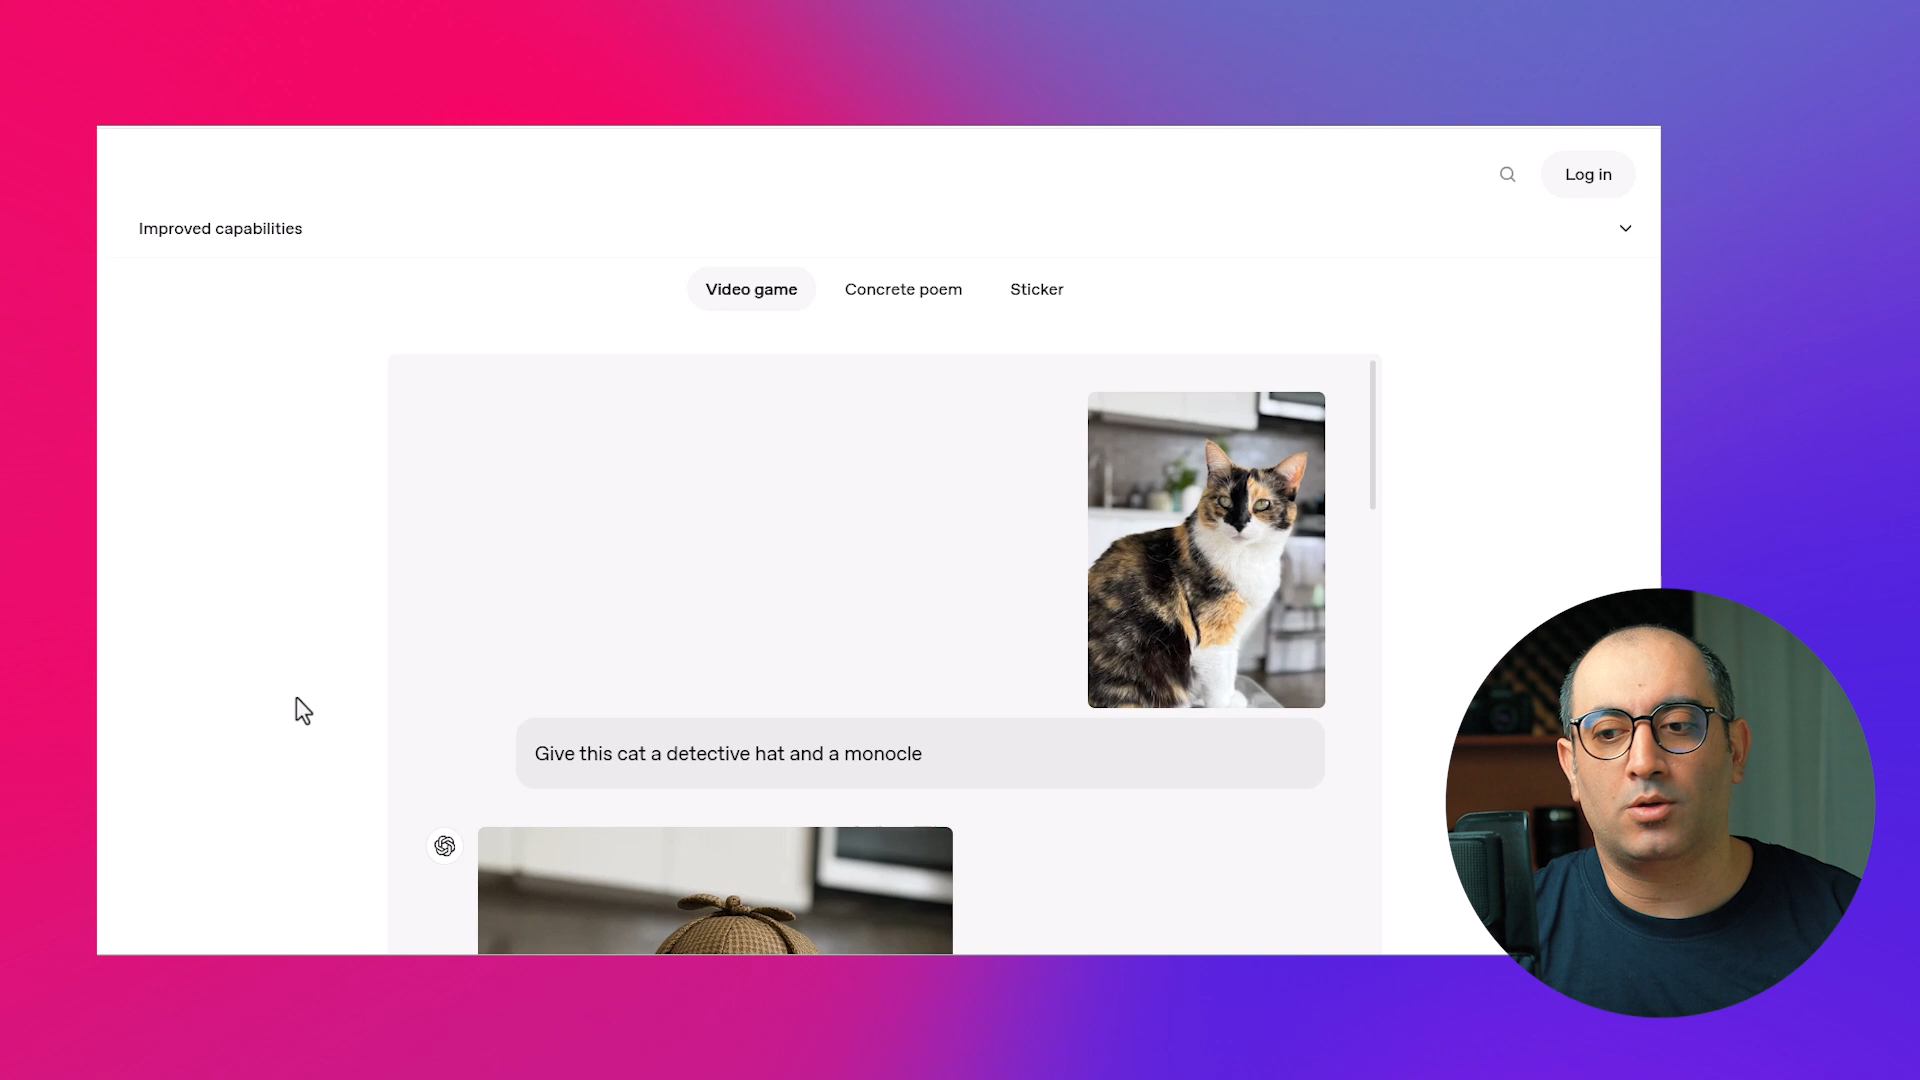 Log in
Improved capabilities
Video game Concrete poem Sticker
Give this cat a detective hat and a monocle